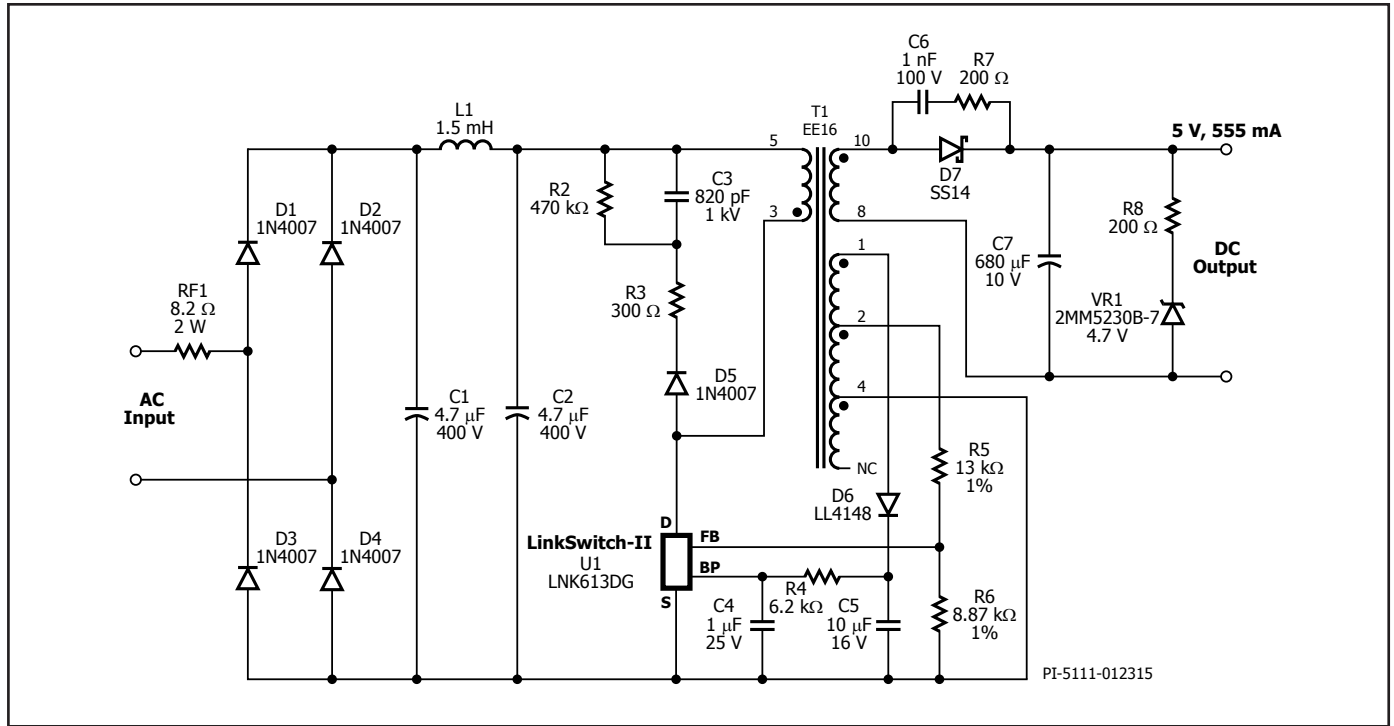 C6
1 nF
100 V
R7
200 Ω
L1
1.5 mH
T1
EE16
5
10
5 V, 555 mA
D7
SS14
R2
470 kΩ
C3
820 pF
1 kV
3
8
R8
200 Ω
D1
1N4007
D2
1N4007
1
C7
680 μF
10 V
DC
Output
RF1
8.2 Ω
2 W
R3
300 Ω
2
VR1
2MM5230B-7
4.7 V
D5
1N4007
4
AC
Input
C1
4.7 μF
400 V
C2
4.7 μF
400 V
NC
R5
13 kΩ
1%
D6
LL4148
D3
1N4007
D4
1N4007
D
LinkSwitch-II
U1
LNK613DG
FB
BP
S
R4
6.2 kΩ
C4
1 μF
25 V
C5
10 μF
16 V
R6
8.87 kΩ
1%
PI-5111-012315